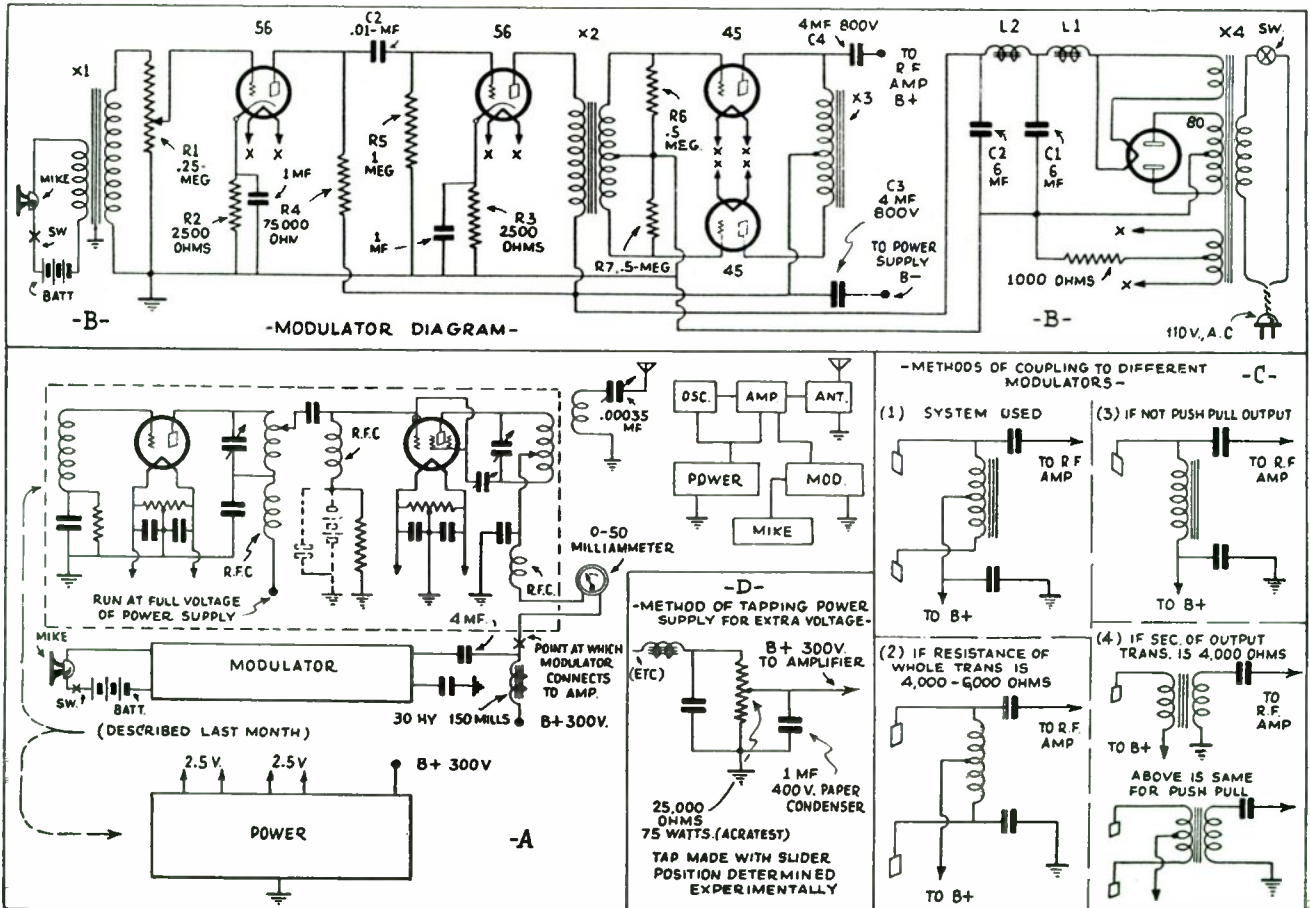 56
C2
.01-MF
56
X2
45
4 MF 800V
C4
TO
R F
AMP
B+
L2
L1
X4
SW.
X1
R1
.25-
MEG
MIKE
SW
BATT
X X
R2
2500
OHMS
1 MF
R4
75000
OHM
R5
1
MEG
1
MF
X X
R3
2500
OHMS
R6
.5
MEG.
X X
X X
R7, .5-MEG
45
X3
C3
4 MF
800V
TO POWER
SUPPLY
B-
C2
6
MF
C1
6
MF
80
X
X
1000 OHMS
110V., A.C
-B-
-MODULATOR DIAGRAM-
-B-
R.F.C
R.F.C
RUN AT FULL VOLTAGE
OF POWER SUPPLY
.00035
MF
OSC.
AMP
ANT.
POWER
MOD.
MIKE
0-50
MILLIAMMETER
R.F.C.
4 MF.
MIKE
SW.
BATT.
MODULATOR
POINT AT WHICH
MODULATOR
CONNECTS
TO AMP.
30 HY
150 MILLS
B+300V.
(DESCRIBED LAST MONTH)
2.5 V.
2.5 V.
B+ 300V
POWER
-A
-D-
-METHOD OF TAPPING POWER
SUPPLY FOR EXTRA VOLTAGE-
(ETC)
B+ 300V.
TO AMPLIFIER
1 MF
400 V. PAPER
CONDENSER
25,000
OHMS
75 WATTS. (ACRATEST)
TAP MADE WITH SLIDER
POSITION DETERMINED
EXPERIMENTALLY
-METHODS OF COUPLING TO DIFFERENT
MODULATORS-
-C-
(1) SYSTEM USED
TO R.F
AMP
TO B+
(3) IF NOT PUSH PULL OUTPUT
TO R.F
AMP
TO B+
(2) IF RESISTANCE OF
WHOLE TRANS IS
4,000 - 6,000 OHMS
TO R.F.
AMP
TO B+
(4) IF SEC. OF OUTPUT
TRANS. IS 4,000 OHMS
TO
R.F.
AMP
TO B+
ABOVE IS SAME
FOR PUSH PULL